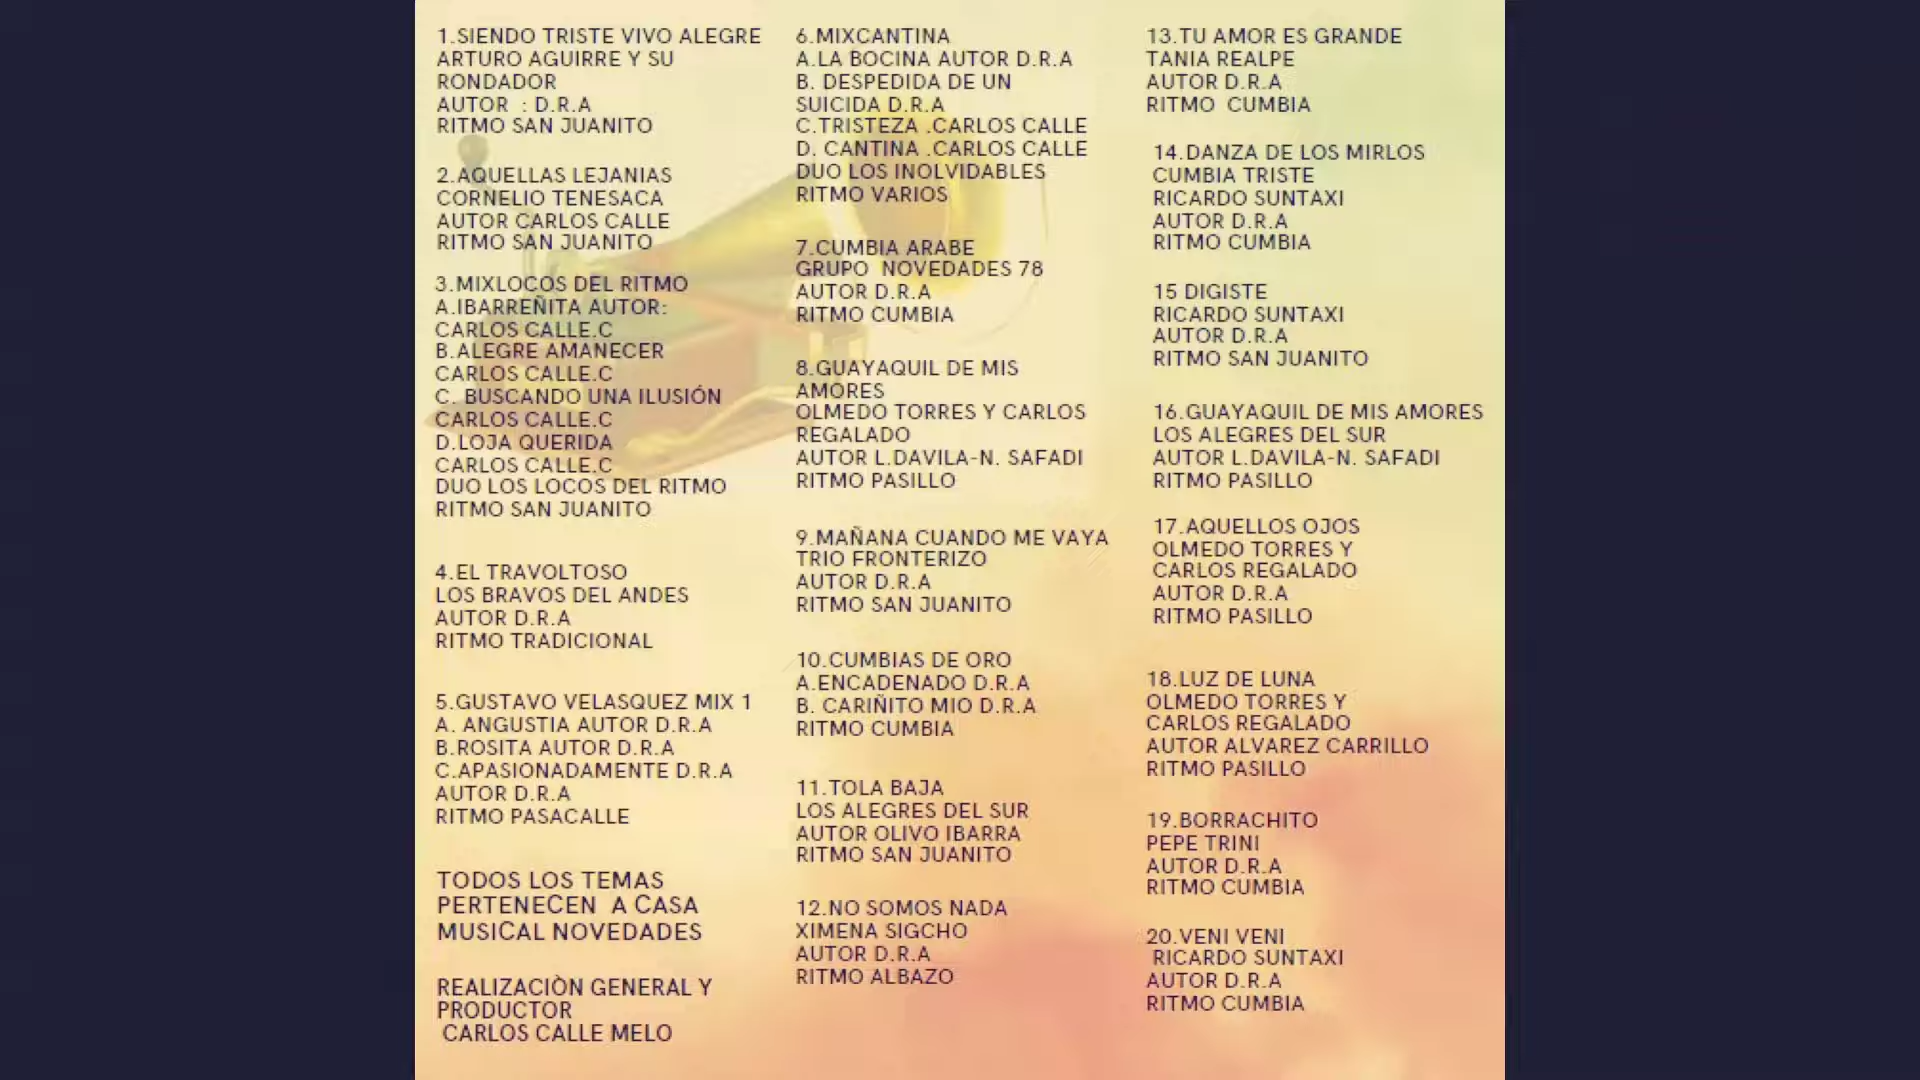 1.SIENDO TRISTE VIVO ALEGRE
ARTURO AGUIRRE Y SU
RONDADOR
AUTOR : D.R.A
RITMO SAN JUANITO
2.AQUELLAS LEJANIAS
CORNELIO TENESACA
AUTOR CARLOS CALLE
RITMO SAN JUANITO
3.MIXLOCOS DEL RITMO
A.IBARREÑITA AUTOR:
CARLOS CALLE.C
B.ALEGRE AMANECER
CARLOS CALLE.C
C. BUSCANDO UNA ILUSIÓN
CARLOS CALLE.C
D.LOJA QUERIDA
CARLOS CALLE.C
DUO LOS LOCOS DEL RITMO
RITMO SAN JUANITO
4.EL TRAVOLTOSO
LOS BRAVOS DEL ANDES
AUTOR D.R.A
RITMO TRADICIONAL
5.GUSTAVO VELASQUEZ MIX 1
A. ANGUSTIA AUTOR D.R.A
B.ROSITA AUTOR D.R.A
C.APASIONADAMENTE D.R.A
AUTOR D.R.A
RITMO PASACALLE
TODOS LOS TEMAS
PERTENECEN A CASA
MUSICAL NOVEDADES
REALIZACIÒN GENERAL Y
PRODUCTOR
CARLOS CALLE MELO
6.MIXCANTINA
A.LA BOCINA AUTOR D.R.A
B. DESPEDIDA DE UN
SUICIDA D.R.A
C.TRISTEZA .CARLOS CALLE
D. CANTINA .CARLOS CALLE
DUO LOS INOLVIDABLES
RITMO VARIOS
7.CUMBIA ARABE
GRUPO NOVEDADES 78
AUTOR D.R.A
RITMO CUMBIA
8.GUAYAQUIL DE MIS
AMORES
OLMEDO TORRES Y CARLOS
REGALADO
AUTOR L.DAVILA-N. SAFADI
RITMO PASILLO
9.MAÑANA CUANDO ME VAYA
TRIO FRONTERIZO
AUTOR D.R.A
RITMO SAN JUANITO
10.CUMBIAS DE ORO
A.ENCADENADO D.R.A
B. CARIÑITO MIO D.R.A
RITMO CUMBIA
11.TOLA BAJA
LOS ALEGRES DEL SUR
AUTOR OLIVO IBARRA
RITMO SAN JUANITO
12.NO SOMOS NADA
XIMENA SIGCHO
AUTOR D.R.A
RITMO ALBAZO
13.TU AMOR ES GRANDE
TANIA REALPE
AUTOR D.R.A
RITMO CUMBIA
14.DANZA DE LOS MIRLOS
CUMBIA TRISTE
RICARDO SUNTAXI
AUTOR D.R.A
RITMO CUMBIA
15 DIGISTE
RICARDO SUNTAXI
AUTOR D.R.A
RITMO SAN JUANITO
16.GUAYAQUIL DE MIS AMORES
LOS ALEGRES DEL SUR
AUTOR L.DAVILA-N. SAFADI
RITMO PASILLO
17.AQUELLOS OJOS
OLMEDO TORRES Y
CARLOS REGALADO
AUTOR D.R.A
RITMO PASILLO
18.LUZ DE LUNA
OLMEDO TORRES Y
CARLOS REGALADO
AUTOR ALVAREZ CARRILLO
RITMO PASILLO
19.BORRACHITO
PEPE TRINI
AUTOR D.R.A
RITMO CUMBIA
20.VENI VENI
RICARDO SUNTAXI
AUTOR D.R.A
RITMO CUMBIA